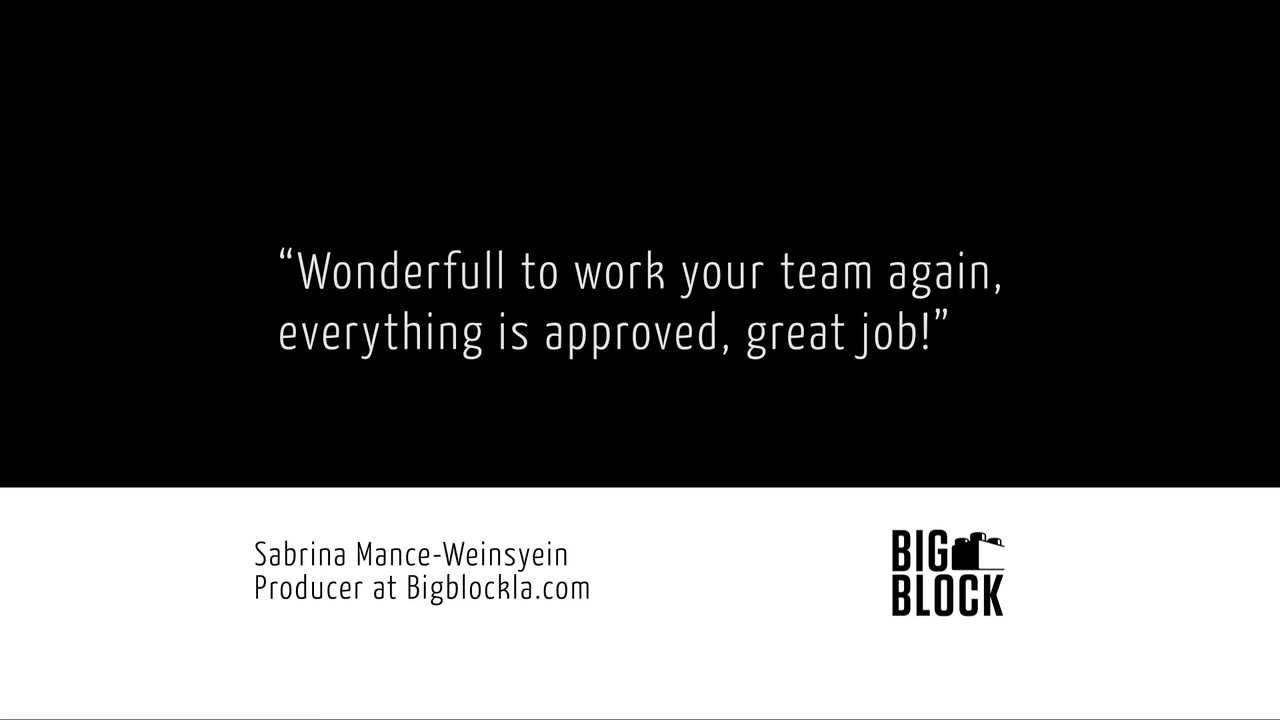 “Wonderfull to work your team again,
everything is approved, great job!”
Sabrina Mance-Weinsyein
Producer at Bigblockla.com
BIG
BLOCK